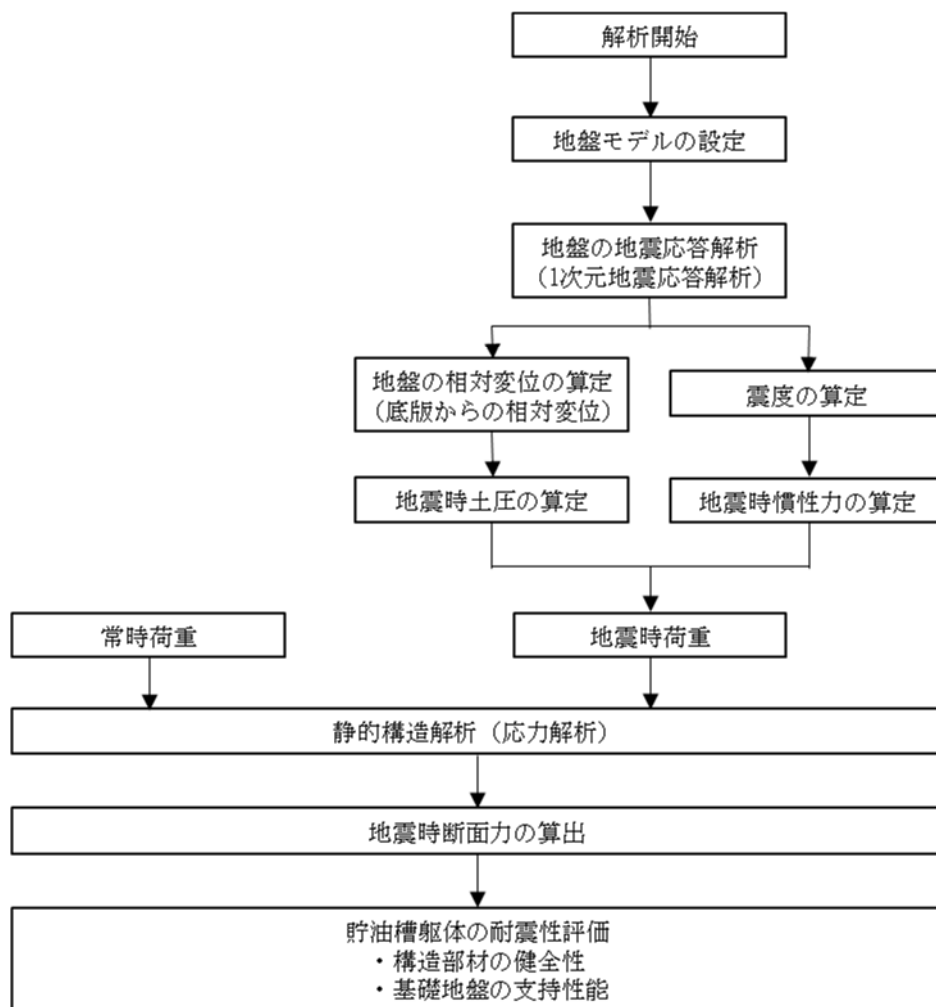 解析開始
地盤モデルの設定
地盤の地震応答解析
（1次元地震応答解析）
地盤の相対変位の算定
（底版からの相対変位）
震度の算定
地震時土圧の算定
地震時慣性力の算定
常時荷重
地震時荷重
静的構造解析（応力解析）
地震時断面力の算出
貯油槽躯体の耐震性評価
・構造部材の健全性
・基礎地盤の支持性能